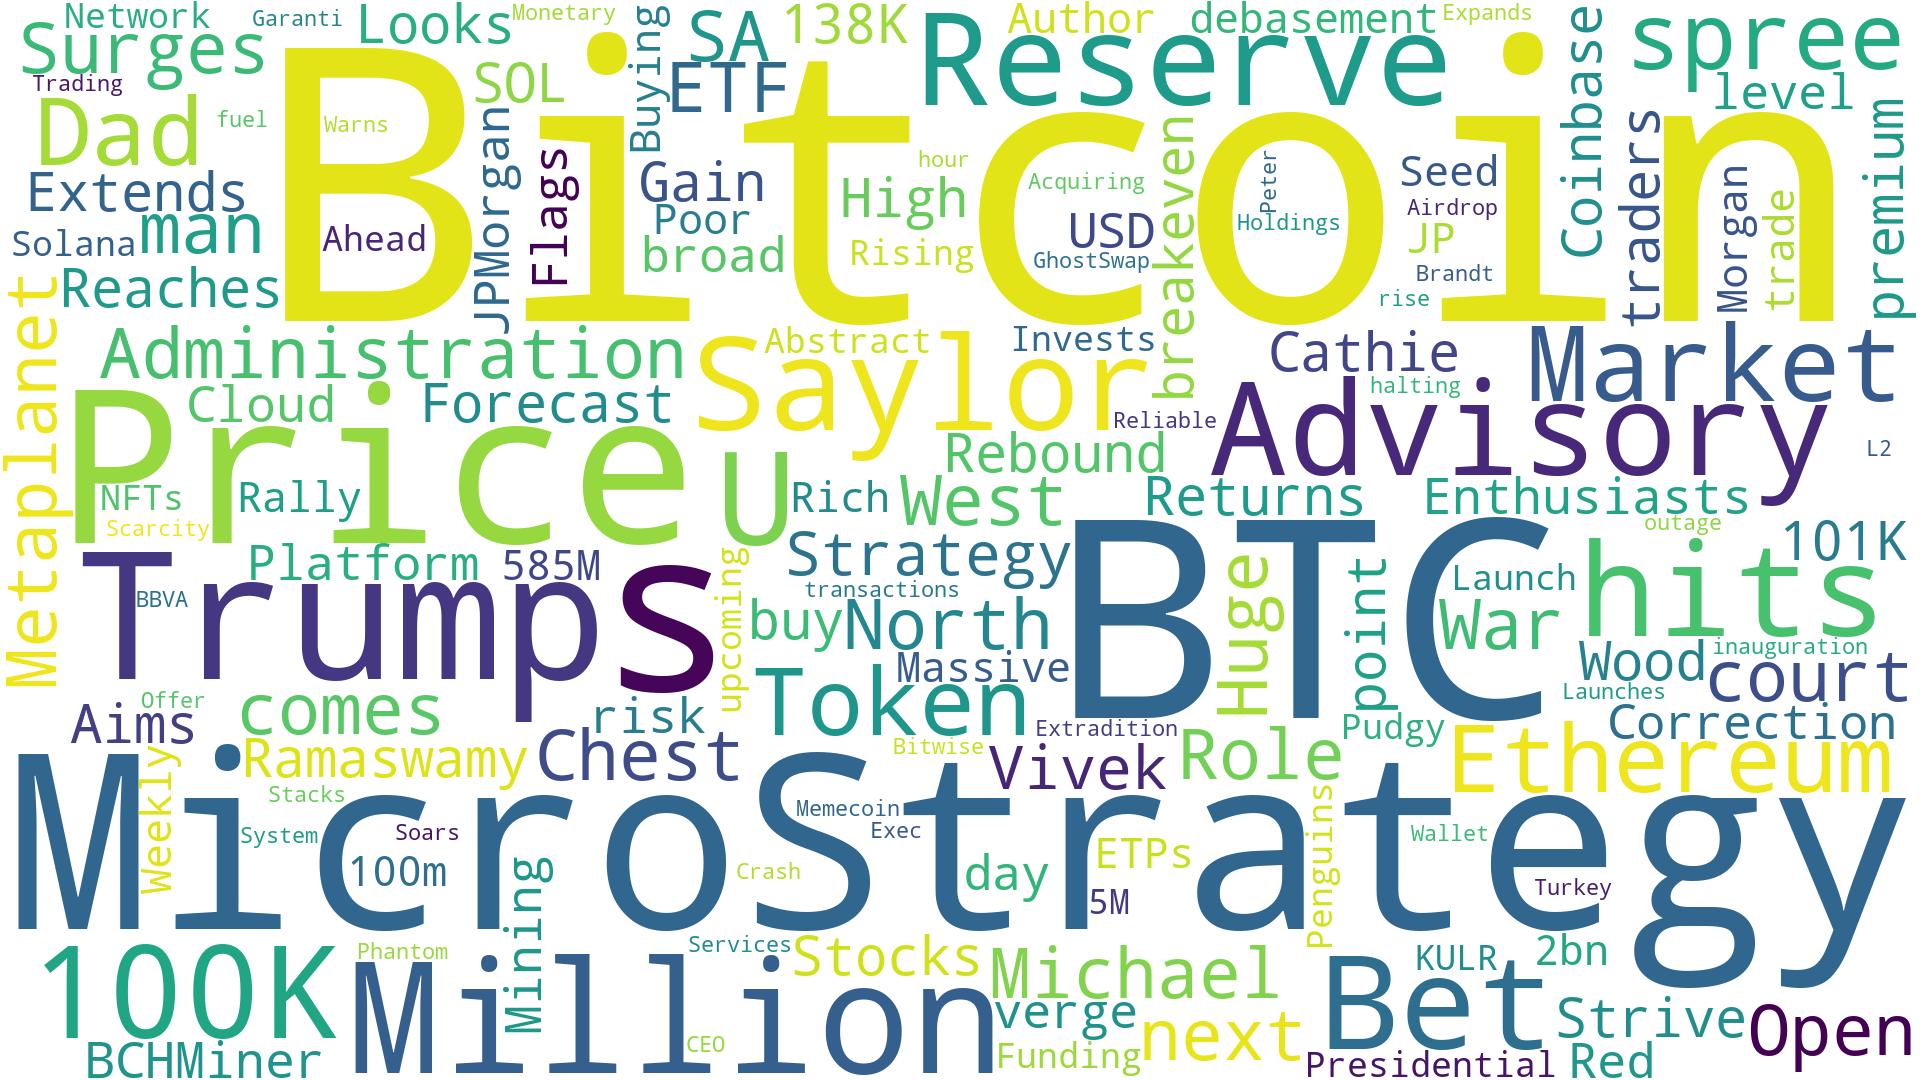 Network
Garanti
Looks
Monetary
Buying
SA
138K
Author
debasement
Expands
Coinbase
spree
Surges
Bitcoin
Reserve
Trading
SOL
ETF
level
Dad
fuel
Warns
JPMorgan
Flags
breakeven
traders
premium
hour
Extends
Gain
High
Acquiring
Peter
Seed
Morgan
trade
man
Poor
USD
Holdings
Airdrop
Solana
Ahead
broad
Rising
GhostSwap
JP
Brandt
Reaches
rise
Metaplanet
Administration
Saylor
Abstract
Invests
Cathie
Market
Cloud
Forecast
halting
Advisory
Price
Reliable
Rebound
L2
U
NFTs
Rally
Rich
West
Returns
Enthusiasts
Scarcity
outage
Trump
s
Platform
585M
upcoming
Strategy
BTC
Huge
point
101K
hits
BBVA
transactions
Launch
buy
North
War
inauguration
Massive
Wood
court
Offer
Token
Launches
Aims
comes
risk
Extradition
Pudgy
Correction
Weekly
Ramaswamy
Chest
Bitwise
Vivek
Role
Ethereum
MicroStrategy
Stacks
Penguins
Memecoin
System
Soars
Exec
Wallet
100m
Mining
Crash
day
ETPs
5M
Turkey
100K
Phantom
Services
Stocks
Michael
KULR
2bn
Million
Bet
verge
next
Strive
Open
BCHMiner
CEO
Funding
Presidential
Red